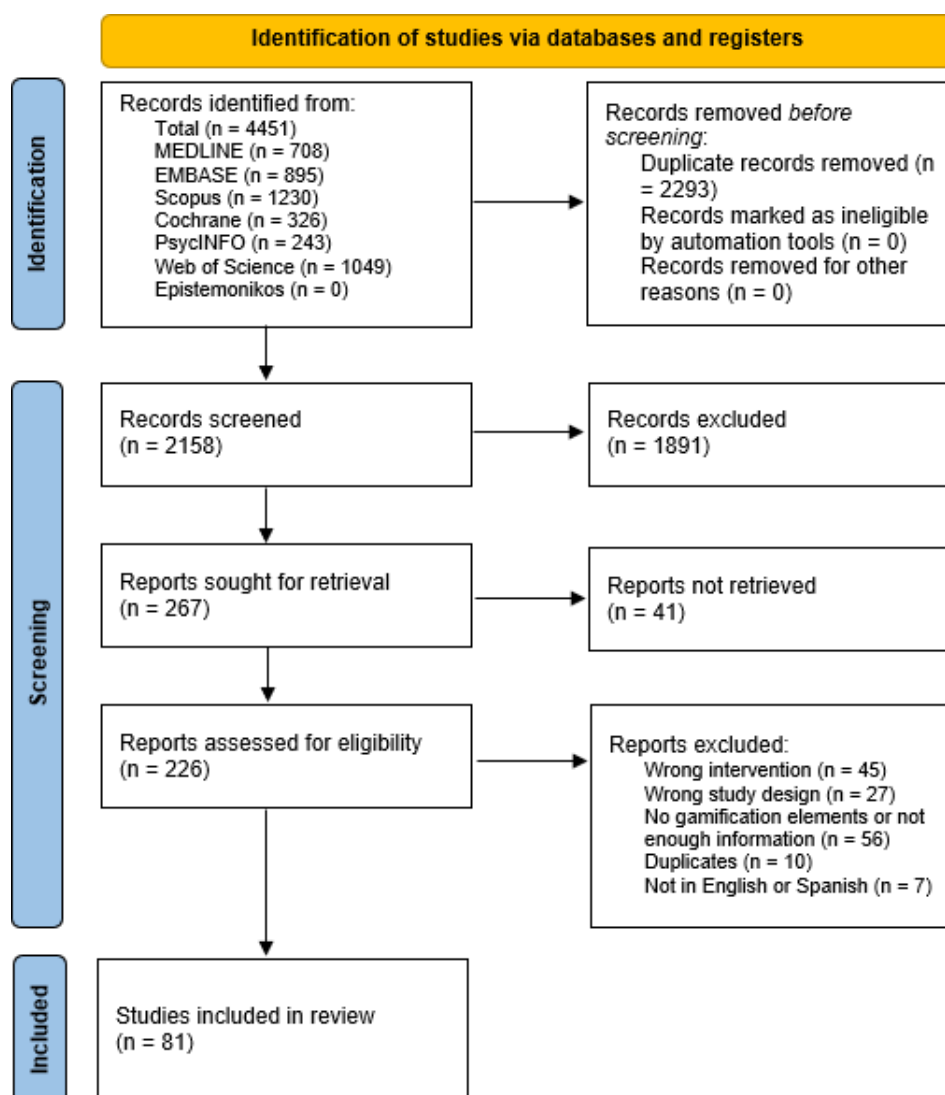 Identification of studies via databases and registers
Identification
Records identified from:
Total (n = 4451)
MEDLINE (n = 708)
EMBASE (n = 895)
Scopus (n = 1230)
Cochrane (n = 326)
PsycINFO (n = 243)
Web of Science (n = 1049)
Epistemonikos (n = 0)
Records removed before
screening:
Duplicate records removed (n
= 2293)
Records marked as ineligible
by automation tools (n = 0)
Records removed for other
reasons (n = 0)
Screening
Records screened
(n = 2158)
Records excluded
(n = 1891)
Reports sought for retrieval
(n = 267)
Reports not retrieved
(n = 41)
Reports assessed for eligibility
(n = 226)
Reports excluded:
Wrong intervention (n = 45)
Wrong study design (n = 27)
No gamification elements or not
enough information (n = 56)
Duplicates (n = 10)
Not in English or Spanish (n = 7)
Included
Studies included in review
(n = 81)